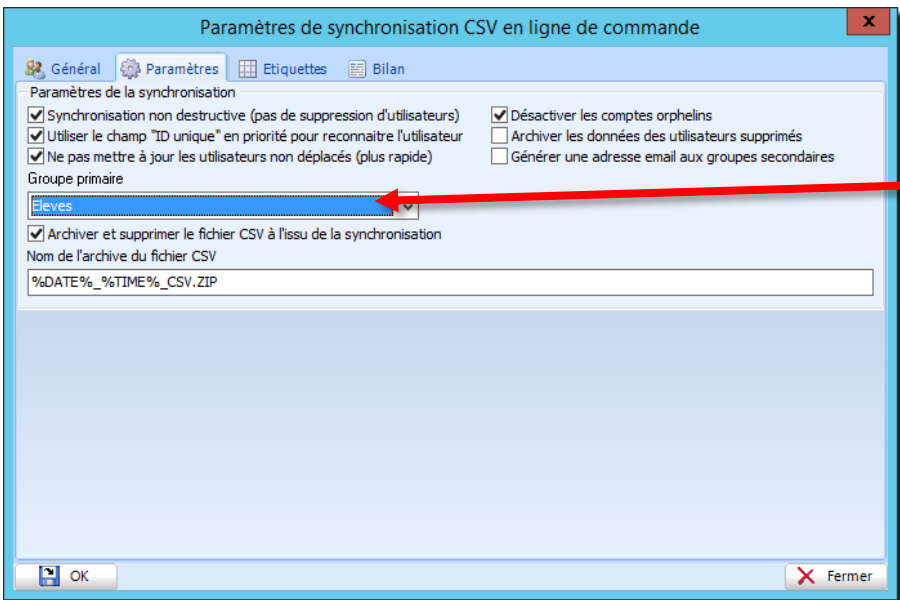 Paramètres de synchronisation CSV en ligne de commande
x
Général Paramètres Etiquettes Bilan
Paramètres de la synchronisation
Synchronisation non destructive (pas de suppression d'utilisateurs)
Désactiver les comptes orphelins
Utiliser le champ "ID unique" en priorité pour reconnaitre l'utilisateur
Archiver les données des utilisateurs supprimés
Ne pas mettre à jour les utilisateurs non déplacés (plus rapide)
Générer une adresse email aux groupes secondaires
Groupe primaire
Eleves
Archiver et supprimer le fichier CSV à l'issu de la synchronisation
Nom de l'archive du fichier CSV
%DATE%_%TIME%_CSV.ZIP
OK
Fermer